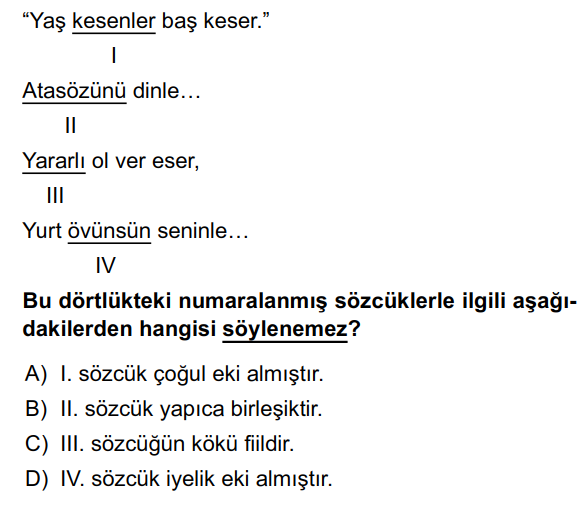 “Yaş kesenler baş keser.”
I
Atasözünü dinle…
II
Yararlı ol ver eser,
III
Yurt övünsün seninle…
IV
Bu dörtlükteki numaralanmış sözcüklerle ilgili aşağı-
dakilerden hangisi söylenemez?
A) I. sözcük çoğul eki almıştır.
B) II. sözcük yapıca birleşiktir.
C) III. sözcüğün kökü fiildir.
D) IV. sözcük iyelik eki almıştır.